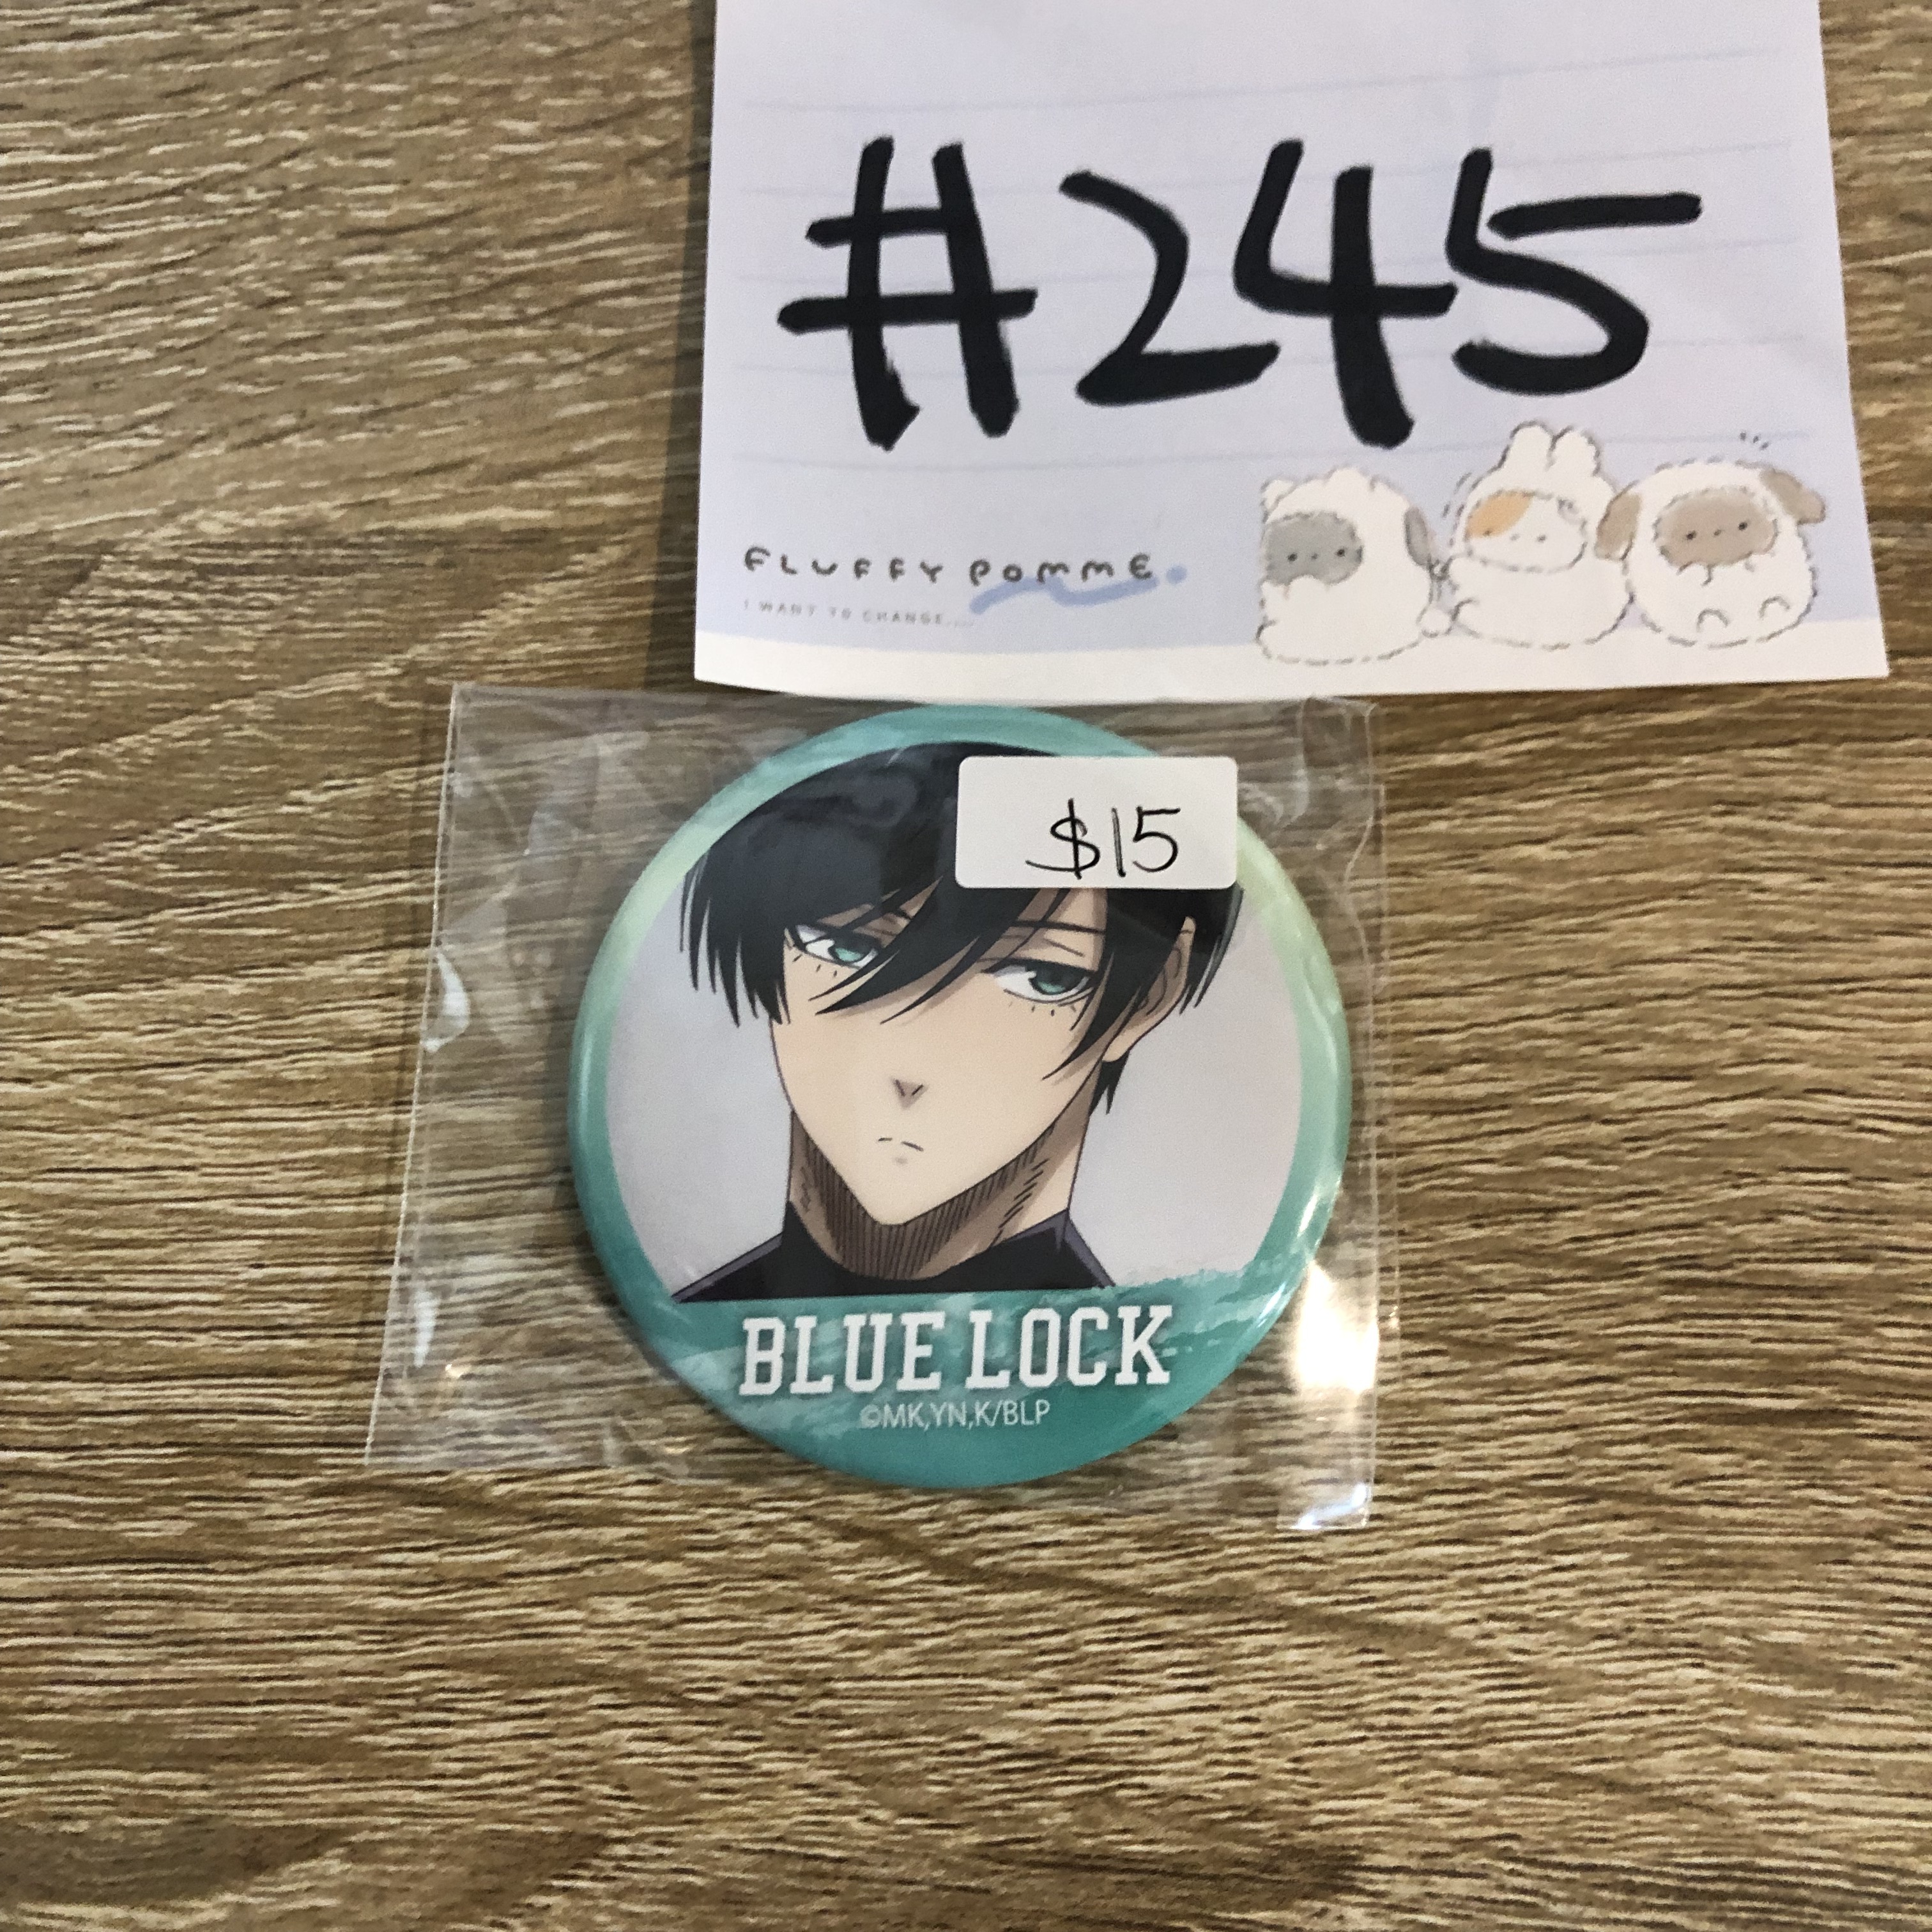 #245
FLUFFY POMME
I WANT TO CHANGE....
$15
BLUE LOCK
©MK,YN,K/BLP